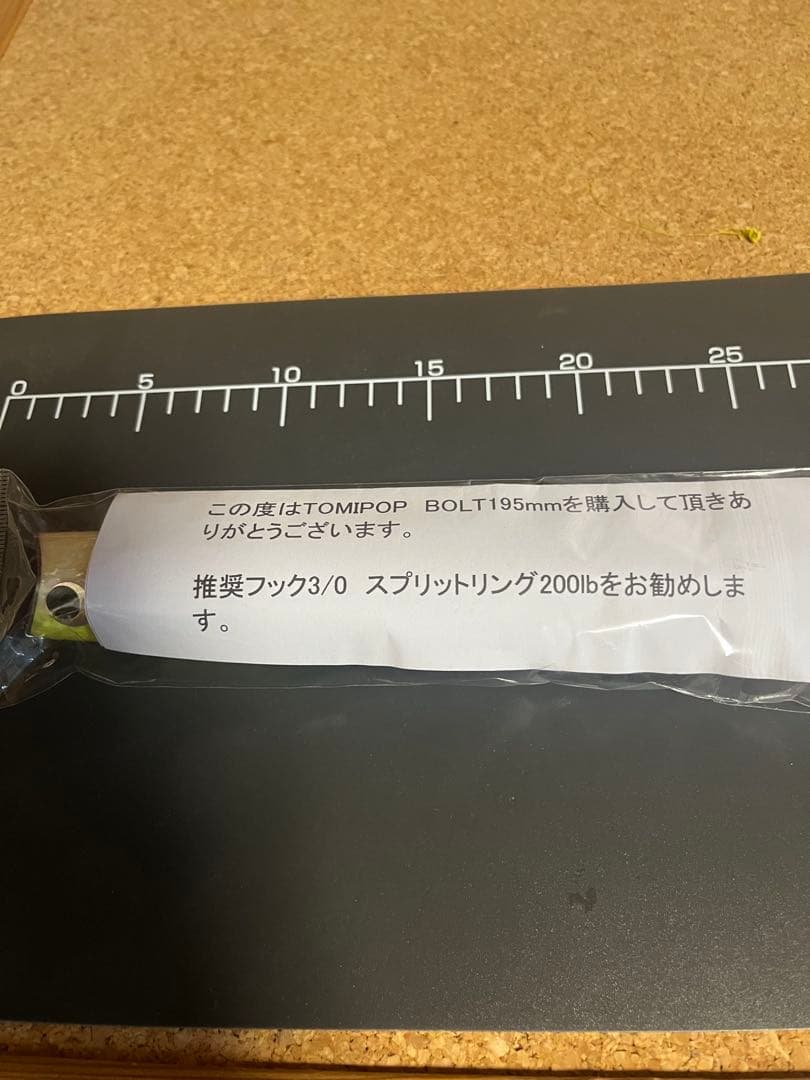 0 5 10 15 20 25
この度はTOMIPOP BOLT195mmを購入して頂きあ
りがとうございます。
推奨フック3/0 スプリットリング200lbをお勧めしま
す。